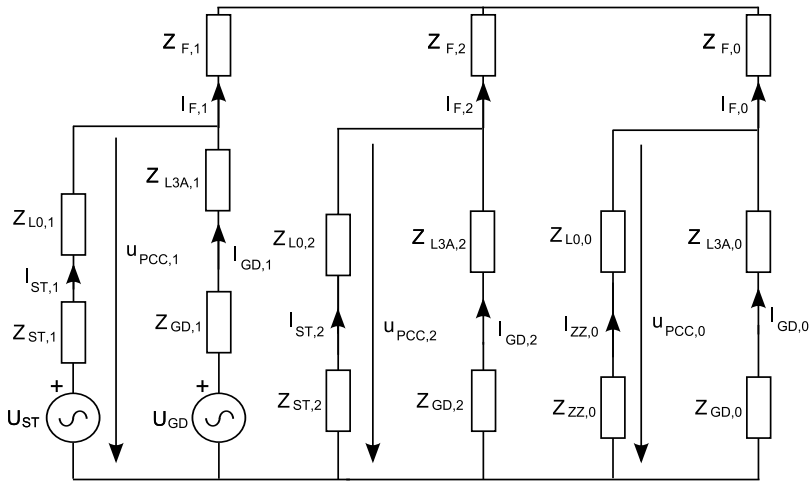 Z F,1
Z F,2
Z F,0
I F,1
I F,2
I F,0
Z L3A,1
Z L0,1
Z L0,2
Z L3A,2
Z L0,0
Z L3A,0
u PCC,1
I GD,1
I ST,1
Z GD,1
I ST,2
u PCC,2
I GD,2
I ZZ,0
u PCC,0
I GD,0
Z ST,1
Z ST,2
Z GD,2
Z ZZ,0
Z GD,0
+
+
U ST
U GD